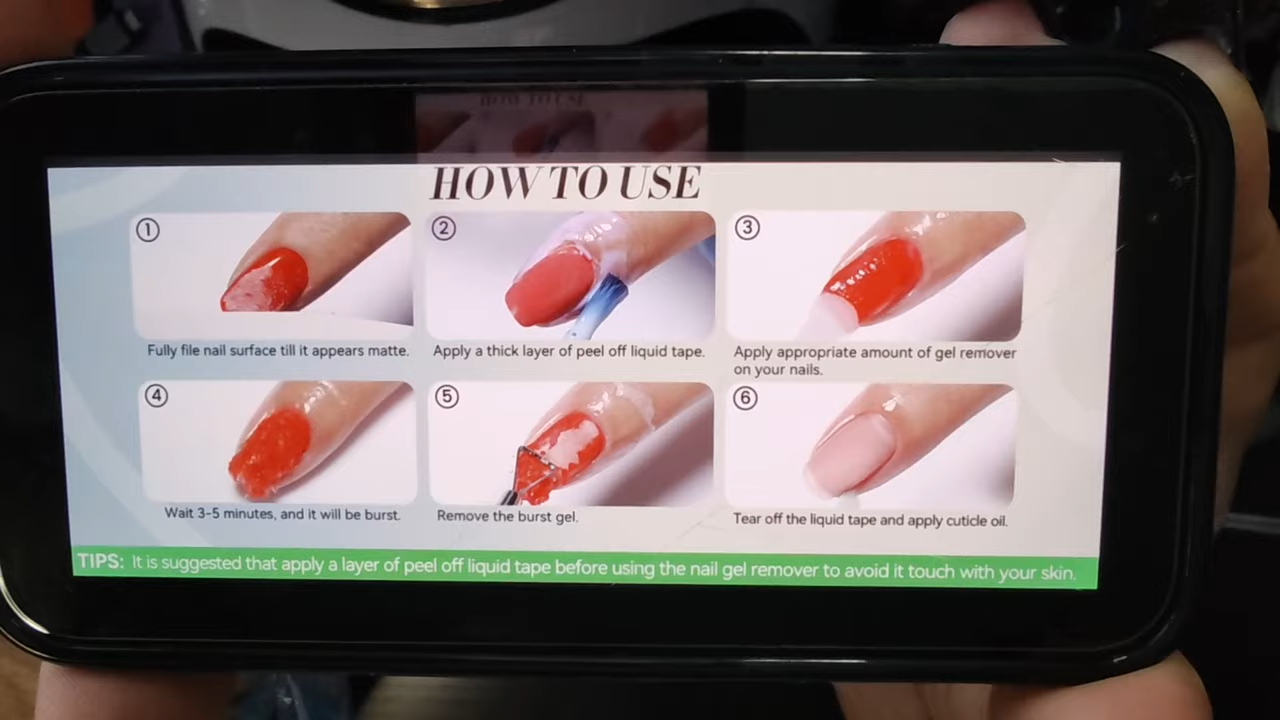 HOW TO USE
1
Fully file nail surface till it appears matte.
2
Apply a thick layer of peel off liquid tape.
3
Apply appropriate amount of gel remover
on your nails.
4
Wait 3-5 minutes, and it will be burst.
5
Remove the burst gel.
6
Tear off the liquid tape and apply cuticle oil.
TIPS: It is suggested that apply a layer of peel off liquid tape before using the nail gel remover to avoid it touch with your skin.